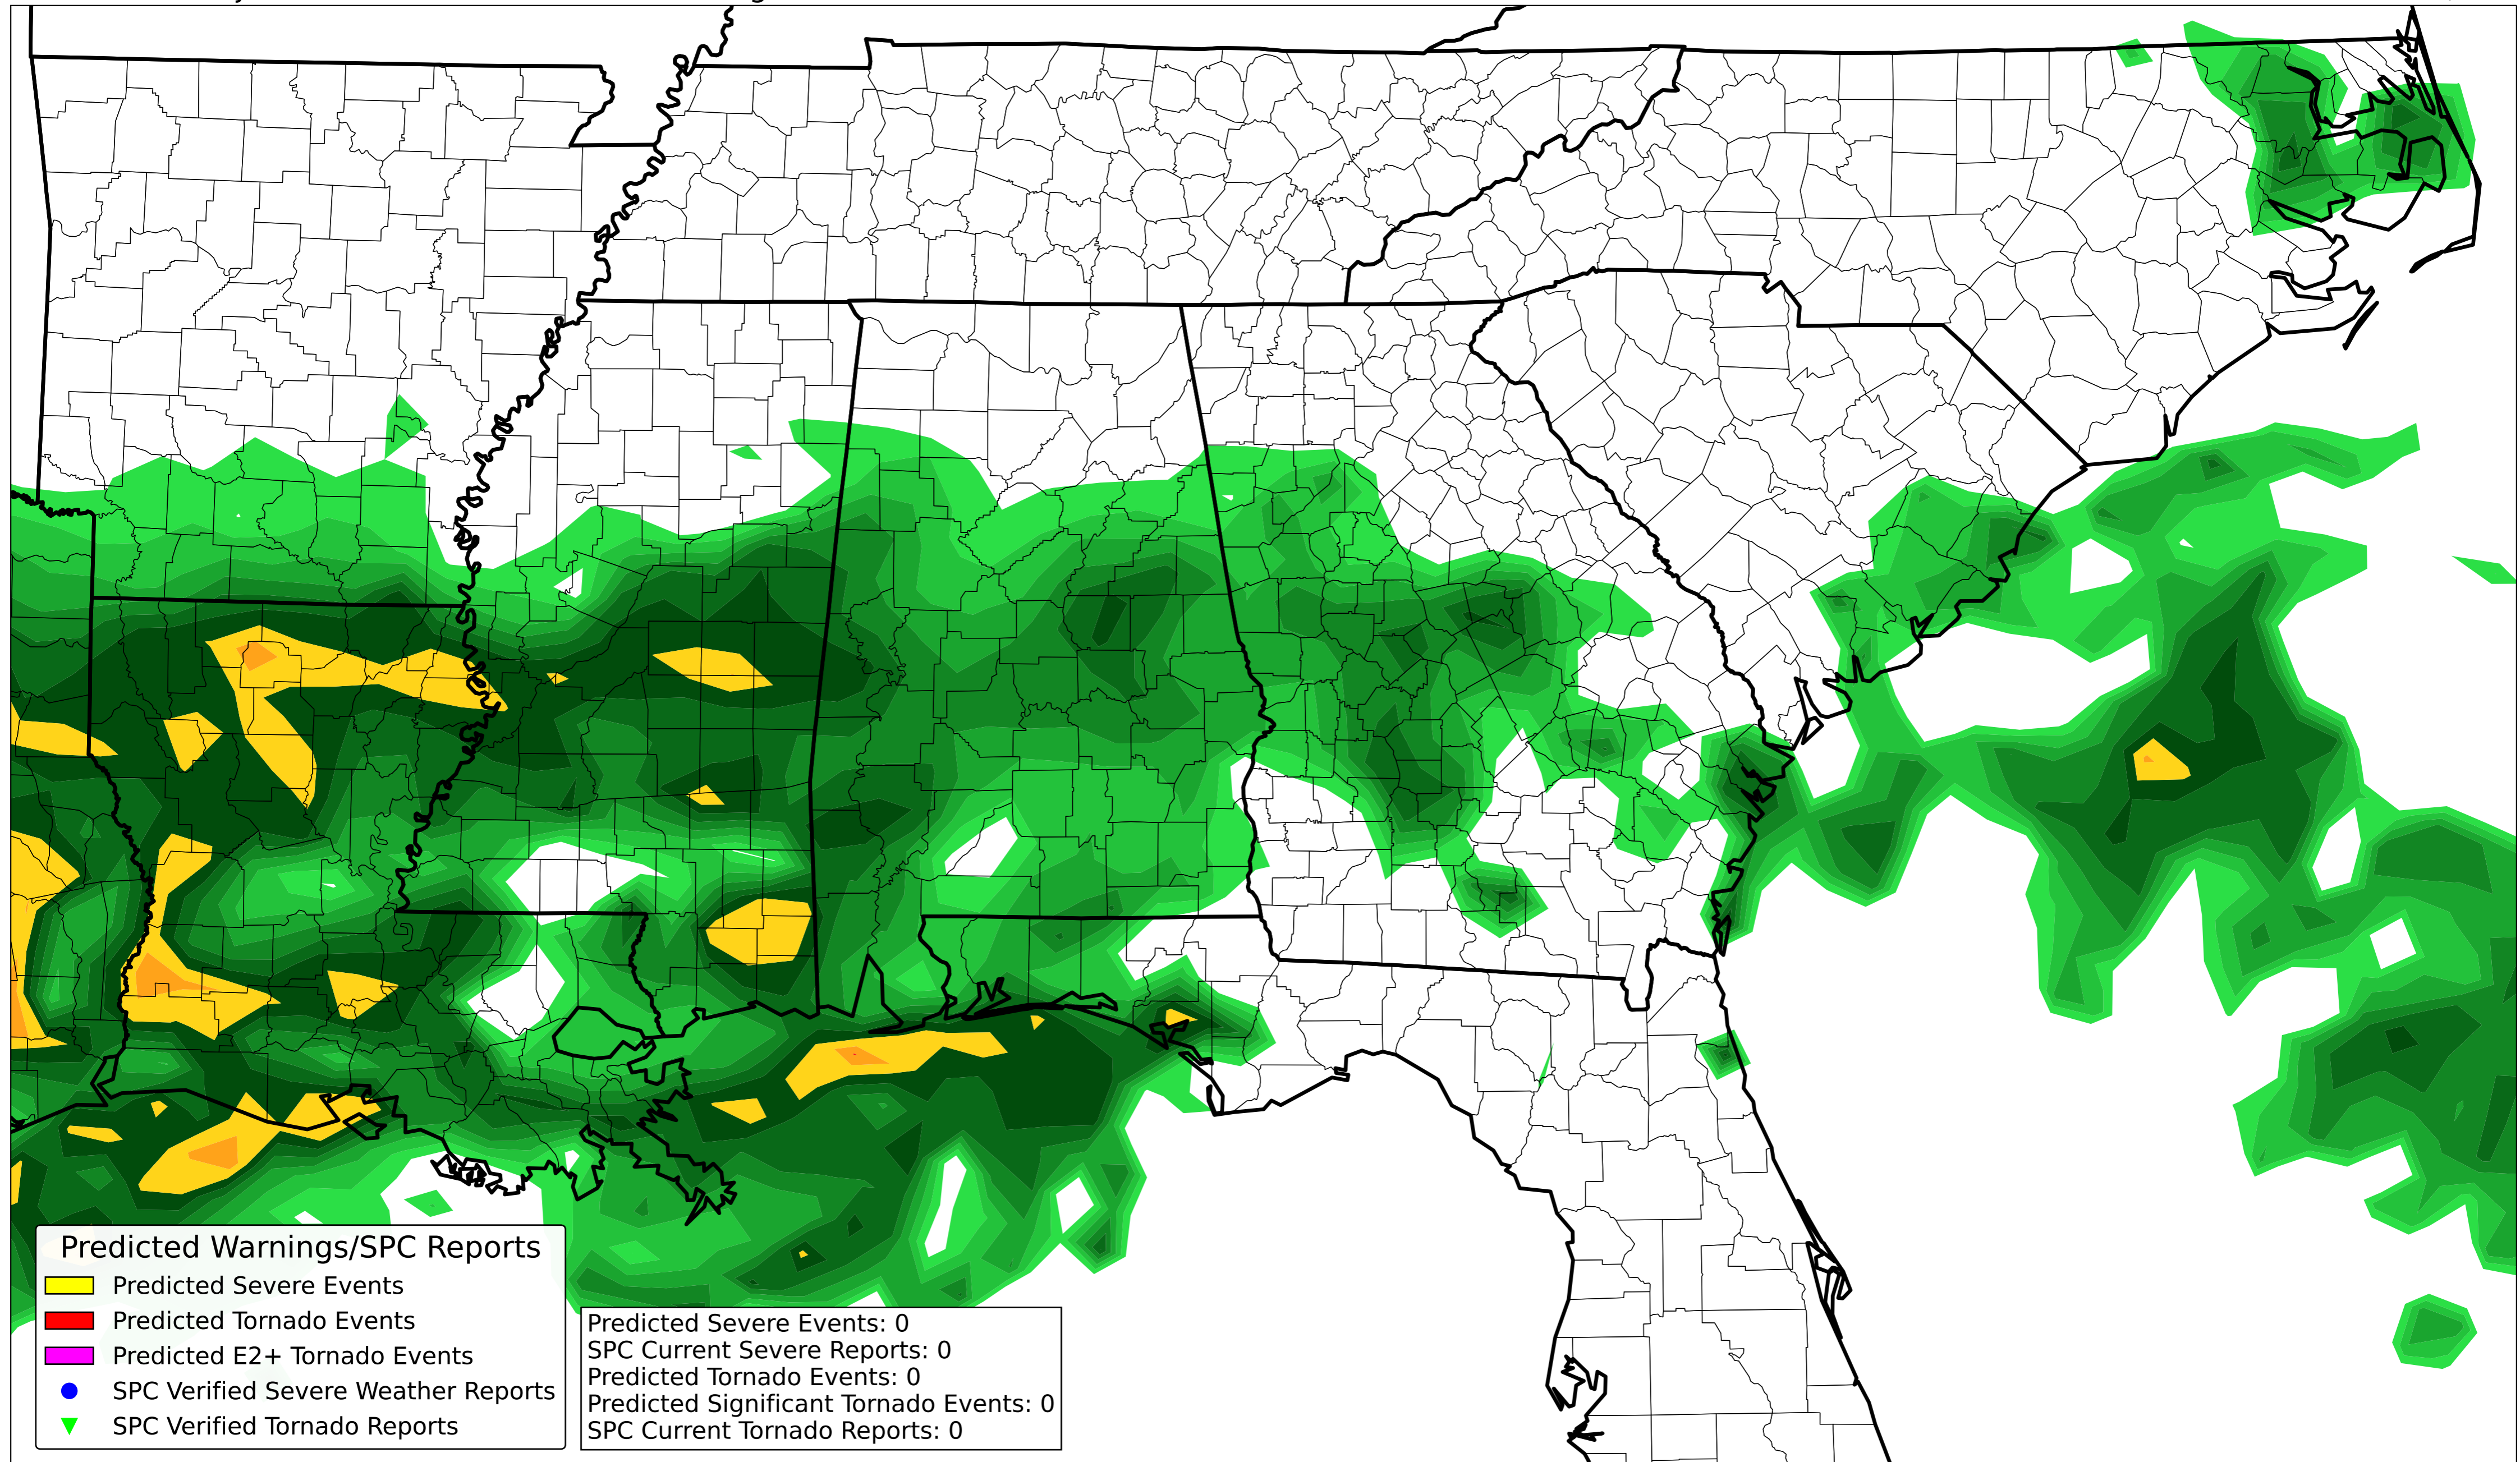 Predicted Warnings/SPC Reports
Predicted Severe Events
Predicted Tornado Events
Predicted E2+ Tornado Events
SPC Verified Severe Weather Reports
SPC Verified Tornado Reports
Predicted Severe Events: 0
SPC Current Severe Reports: 0
Predicted Tornado Events: 0
Predicted Significant Tornado Events: 0
SPC Current Tornado Reports: 0